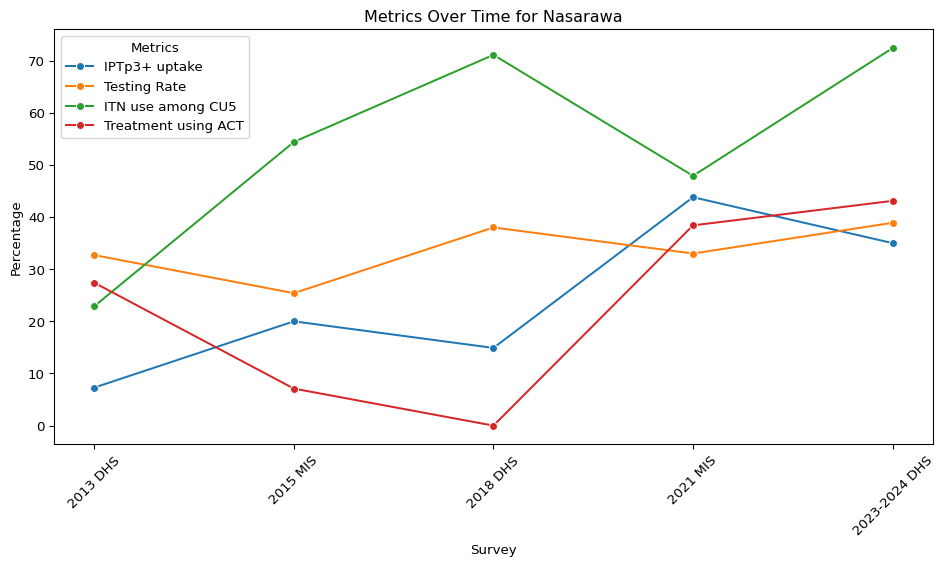 Metrics Over Time for Nasarawa
Metrics
IPTp3+ uptake
Testing Rate
ITN use among CU5
Treatment using ACT
Percentage
70
60
50
40
30
20
10
0
2013 DHS
2015 MIS
2018 DHS
2021 MIS
2023-2024 DHS
Survey